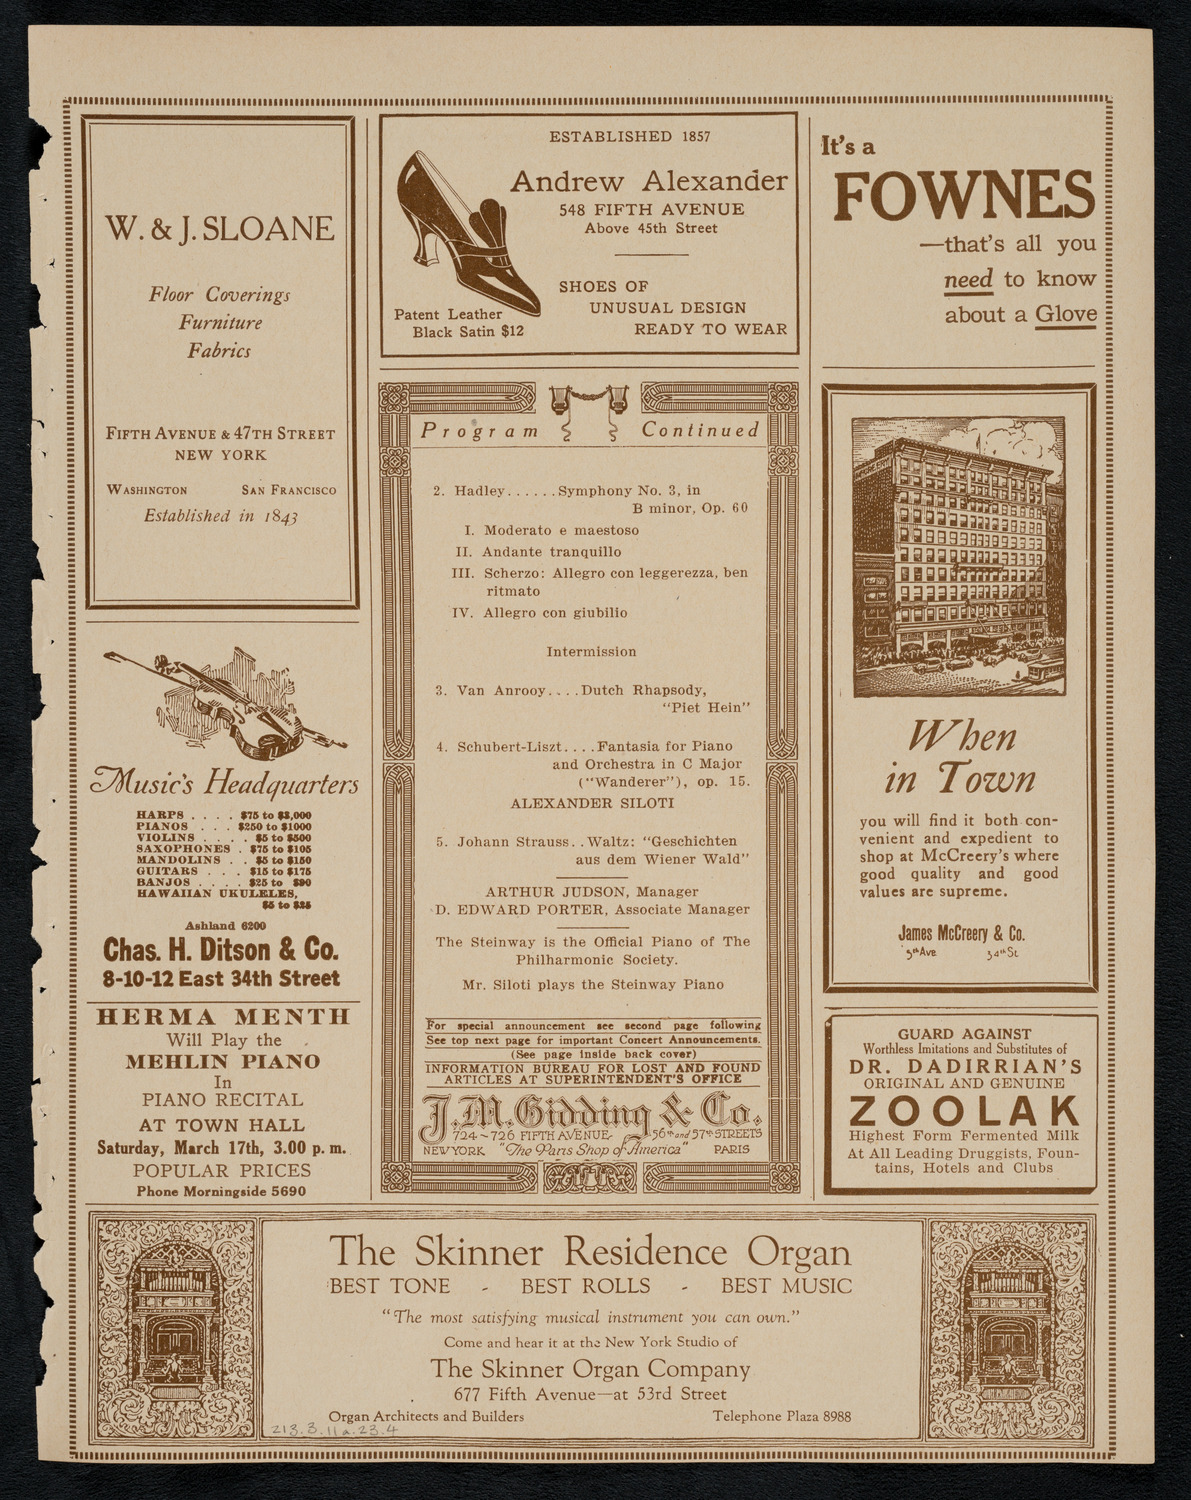 W. & J. SLOANE
Floor Coverings
Furniture
Fabrics
FIFTH AVENUE & 47TH STREET
NEW YORK
WASHINGTON SAN FRANCISCO
Established in 1843
Music's Headquarters
HARPS . . . . $75 to $3,000
PIANOS . . . $250 to $1000
VIOLINS . . . . $5 to $500
SAXOPHONES . $75 to $105
MANDOLINS . . $5 to $150
GUITARS . . . $15 to $175
BANJOS . . . . $25 to $90
HAWAIIAN UKULELES,
$5 to $25
Ashland 6200
Chas. H. Ditson & Co.
8-10-12 East 34th Street
HERMA MENTH
Will Play the
MEHLIN PIANO
In
PIANO RECITAL
AT TOWN HALL
Saturday, March 17th, 3.00 p. m.
POPULAR PRICES
Phone Morningside 5690
ESTABLISHED 1857
Andrew Alexander
548 FIFTH AVENUE
Above 45th Street
SHOES OF
UNUSUAL DESIGN
READY TO WEAR
Patent Leather
Black Satin $12
Program Continued
2. Hadley......Symphony No. 3, in
B minor, Op. 60
I. Moderato e maestoso
II. Andante tranquillo
III. Scherzo: Allegro con leggerezza, ben
ritmato
IV. Allegro con giubilio
Intermission
3. Van Anrooy....Dutch Rhapsody,
"Piet Hein"
4. Schubert-Liszt....Fantasia for Piano
and Orchestra in C Major
("Wanderer"), op. 15.
ALEXANDER SILOTI
5. Johann Strauss..Waltz: "Geschichten
aus dem Wiener Wald"
ARTHUR JUDSON, Manager
D. EDWARD PORTER, Associate Manager
The Steinway is the Official Piano of The
Philharmonic Society.
Mr. Siloti plays the Steinway Piano
For special announcement see second page following
See top next page for important Concert Announcements.
(See page inside back cover)
INFORMATION BUREAU FOR LOST AND FOUND
ARTICLES AT SUPERINTENDENT'S OFFICE
J. M. Gidding & Co.
724~726 FIFTH AVENUE 56th and 57th STREETS
NEW YORK "The Paris Shop of America" PARIS
It's a
FOWNES
—that's all you
need to know
about a Glove
When
in Town
you will find it both con-
venient and expedient to
shop at McCreery's where
good quality and good
values are supreme.
James McCreery & Co.
5th Ave 34th St.
GUARD AGAINST
Worthless Imitations and Substitutes of
DR. DADIRRIAN'S
ORIGINAL AND GENUINE
ZOOLAK
Highest Form Fermented Milk
At All Leading Druggists, Foun-
tains, Hotels and Clubs
The Skinner Residence Organ
BEST TONE - BEST ROLLS - BEST MUSIC
"The most satisfying musical instrument you can own."
Come and hear it at the New York Studio of
The Skinner Organ Company
677 Fifth Avenue—at 53rd Street
Organ Architects and Builders Telephone Plaza 8988
213.3.11a.23.4